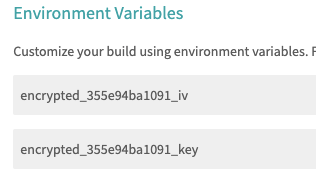 Environment Variables
Customize your build using environment variables. F
encrypted_355e94ba1091_iv
encrypted_355e94ba1091_key